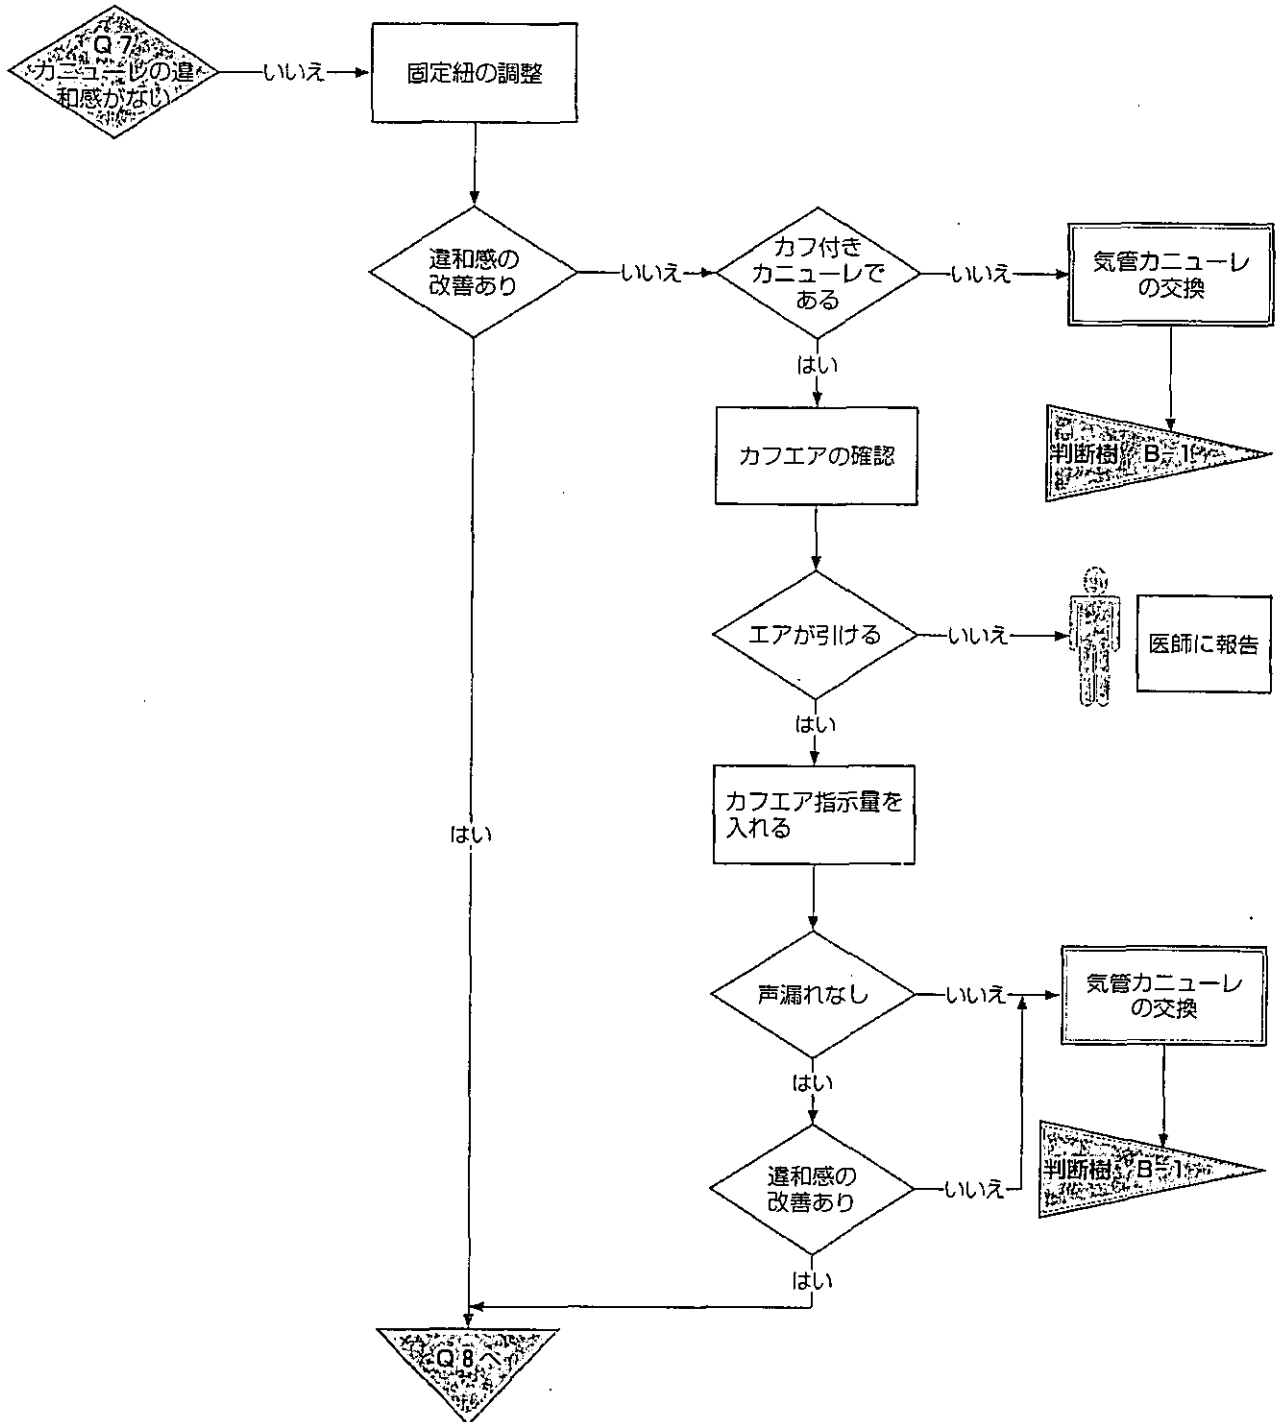 Q7
カニューレの違
和感がない
いいえ
固定紐の調整
違和感の
改善あり
いいえ
カフ付き
カニューレで
ある
いいえ
気管カニューレ
の交換
はい
判断樹 B-1
カフエアの確認
エアが引ける
いいえ
医師に報告
はい
カフエア指示量を
入れる
はい
声漏れなし
いいえ
気管カニューレ
の交換
はい
判断樹 B-1
違和感の
改善あり
いいえ
はい
Q8へ